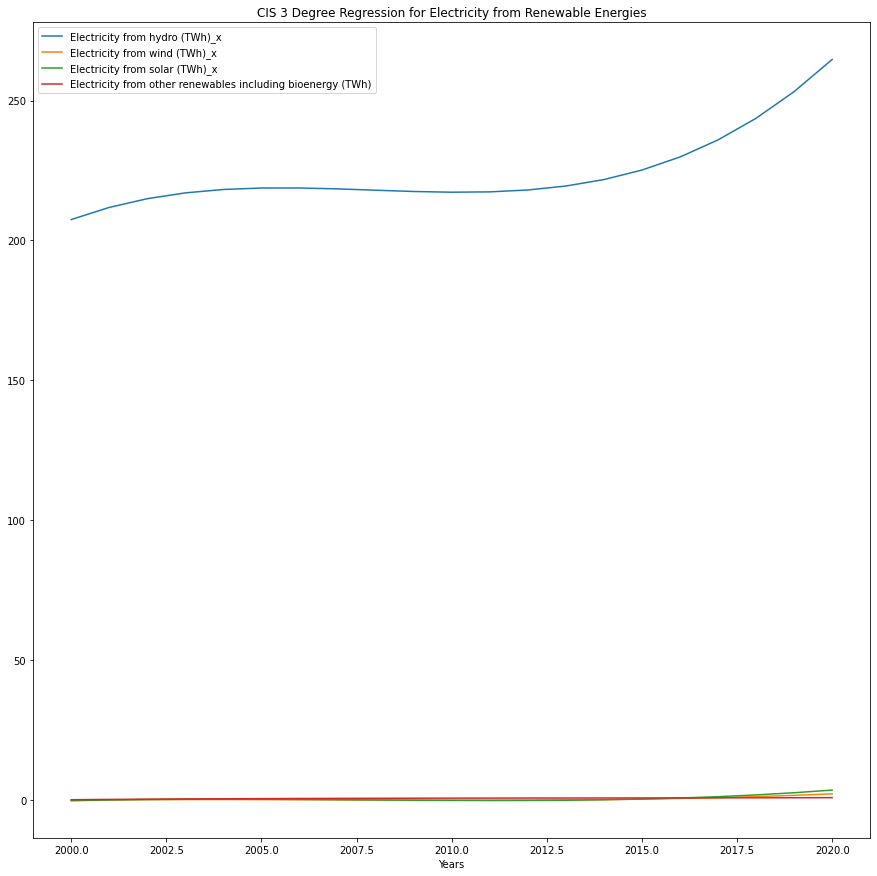 CIS 3 Degree Regression for Electricity from Renewable Energies
Electricity from hydro (TWh)_x
Electricity from wind (TWh)_x
Electricity from solar (TWh)_x
Electricity from other renewables including bioenergy (TWh)
250
200
150
100
50
0
2000.0 2002.5 2005.0 2007.5 2010.0 2012.5 2015.0 2017.5 2020.0
Years